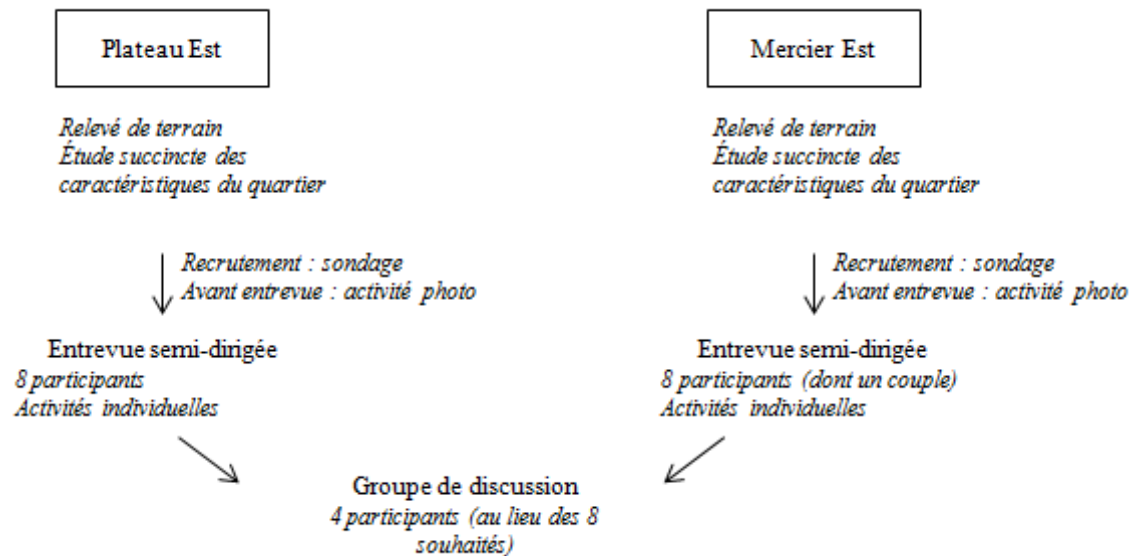 Plateau Est
Relevé de terrain
Étude succincte des
caractéristiques du quartier
Recrutement : sondage
Avant entrevue : activité photo
Entrevue semi-dirigée
8 participants
Activités individuelles
Mercier Est
Relevé de terrain
Étude succincte des
caractéristiques du quartier
Recrutement : sondage
Avant entrevue : activité photo
Entrevue semi-dirigée
8 participants (dont un couple)
Activités individuelles
Groupe de discussion
4 participants (au lieu des 8
souhaités)